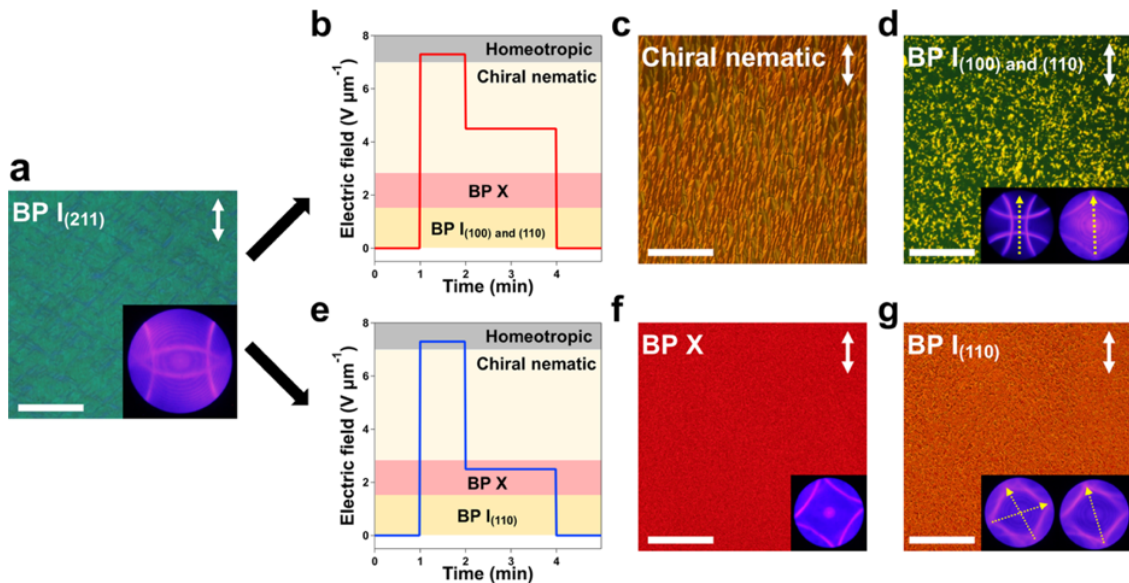 a
BP I(211)
b
Electric field (V µm⁻¹)
8
6
4
2
0
Homeotropic
Chiral nematic
BP X
BP I(100) and (110)
0 1 2 3 4
Time (min)
c
Chiral nematic
d
BP I(100) and (110)
e
Electric field (V µm⁻¹)
8
6
4
2
0
Homeotropic
Chiral nematic
BP X
BP I(110)
0 1 2 3 4
Time (min)
f
BP X
g
BP I(110)